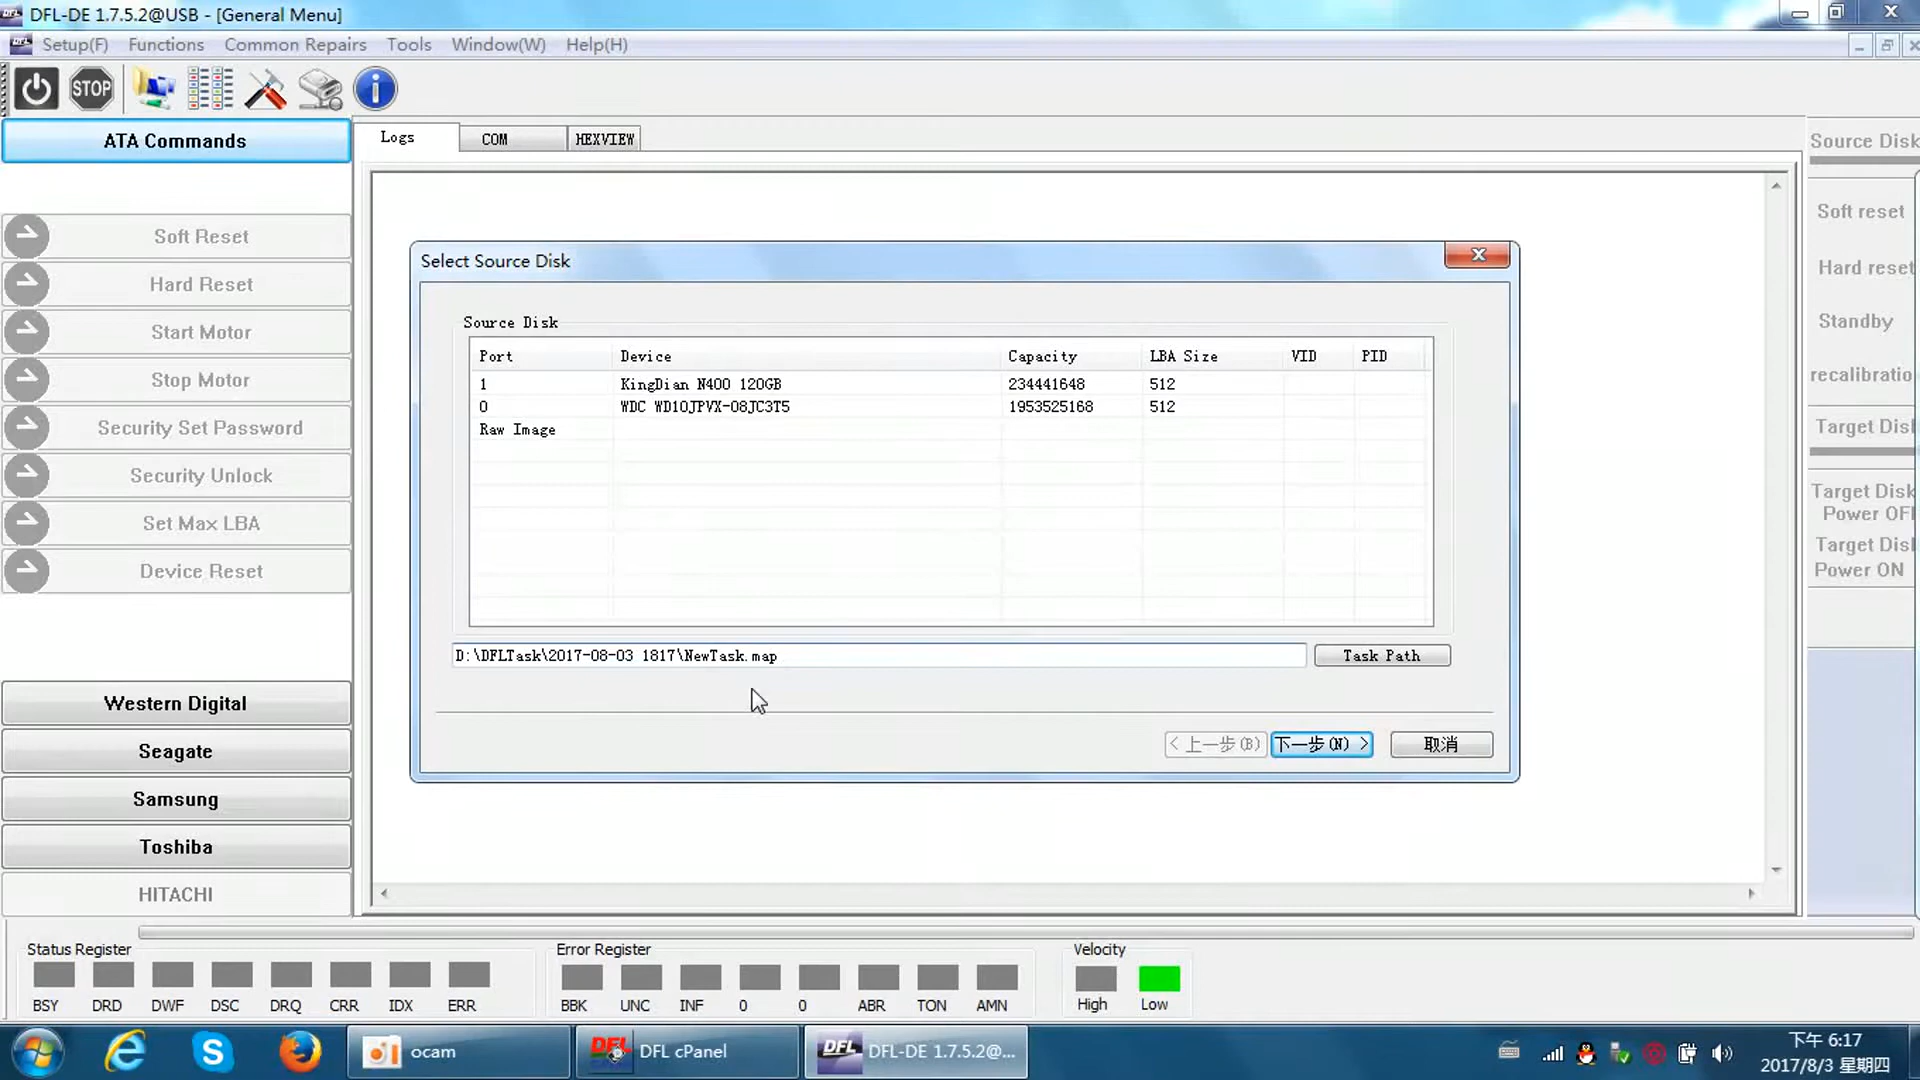 DFL-DE 1.7.5.2@USB - [General Menu]
Setup(F) Functions Common Repairs Tools Window(W) Help(H)
STOP
ATA Commands
Soft Reset
Hard Reset
Start Motor
Stop Motor
Security Set Password
Security Unlock
Set Max LBA
Device Reset
Western Digital
Seagate
Samsung
Toshiba
HITACHI
Logs COM HEXVIEW
Select Source Disk
Source Disk
Port Device Capacity LBA Size VID PID
1 KingDian N400 120GB 234441648 512
0 WDC WD10JPVX-08JC3T5 1953525168 512
Raw Image
D:\DFLTask\2017-08-03 1817\NewTask.map Task Path
< 上一步(B) 下一步(N) > 取消
Source Disk
Soft reset
Hard reset
Standby
recalibratio
Target Dis
Target Disk
Power OF
Target Dis
Power ON
Status Register Error Register Velocity
BSY DRD DWF DSC DRQ CRR IDX ERR BBK UNC INF 0 0 ABR TON AMN High Low
ocam DFL DFL cPanel DFL DFL-DE 1.7.5.2@...
下午 6:17
2017/8/3 星期四